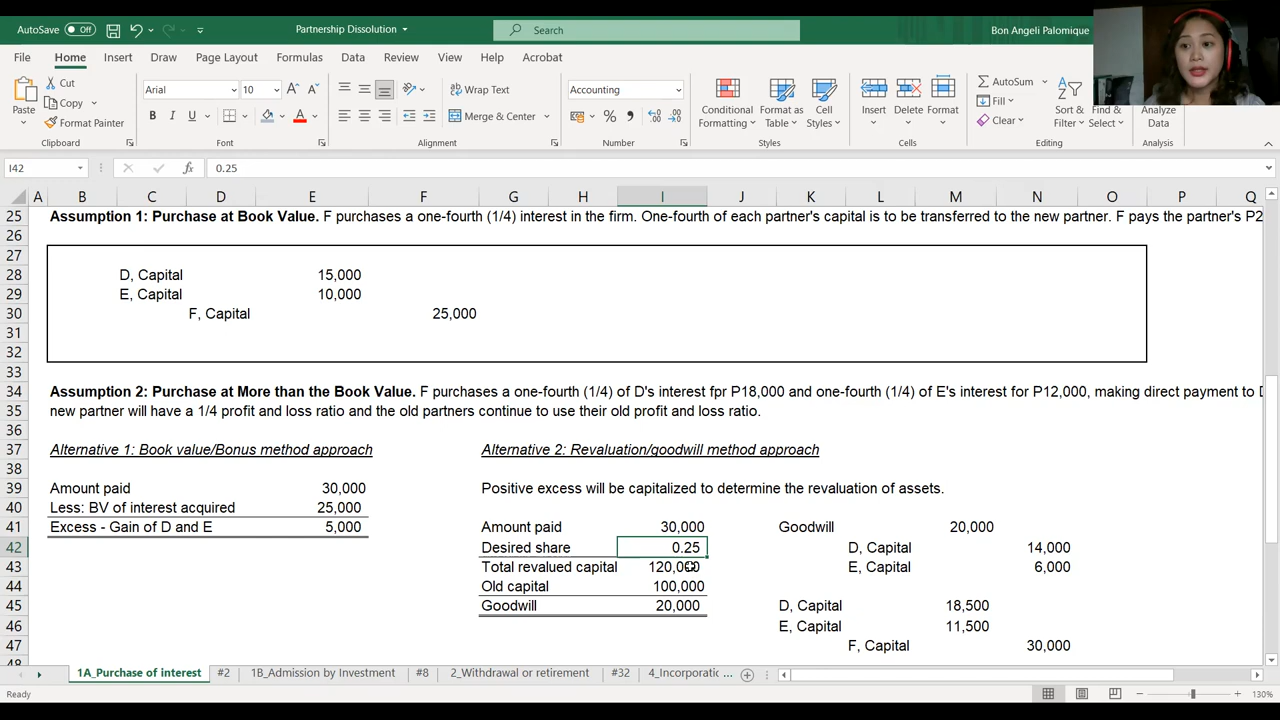 AutoSave Off Partnership Dissolution Search Bon Angeli Palomique
File Home Insert Draw Page Layout Formulas Data Review View Help Acrobat
Paste Cut Copy Format Painter Clipboard
Arial 10 A A B I U A Font
Wrap Text Merge & Center Alignment
Accounting % Number
Conditional Formatting Format as Table Cell Styles Styles
Insert Delete Format Cells
AutoSum Fill Clear Sort & Filter Find & Select Editing
Analyze Data Analysis
I42 fx 0.25
A B C D E F G H I J K L M N O P Q
25 Assumption 1: Purchase at Book Value. F purchases a one-fourth (1/4) interest in the firm. One-fourth of each partner's capital is to be transferred to the new partner. F pays the partner's P2
26
27
28 D, Capital 15,000
29 E, Capital 10,000
30 F, Capital 25,000
31
32
33
34 Assumption 2: Purchase at More than the Book Value. F purchases a one-fourth (1/4) of D's interest fpr P18,000 and one-fourth (1/4) of E's interest for P12,000, making direct payment to D
35 new partner will have a 1/4 profit and loss ratio and the old partners continue to use their old profit and loss ratio.
36
37 Alternative 1: Book value/Bonus method approach Alternative 2: Revaluation/goodwill method approach
38
39 Amount paid 30,000 Positive excess will be capitalized to determine the revaluation of assets.
40 Less: BV of interest acquired 25,000
41 Excess - Gain of D and E 5,000 Amount paid 30,000 Goodwill 20,000
42 Desired share 0.25 D, Capital 14,000
43 Total revalued capital 120,000 E, Capital 6,000
44 Old capital 100,000
45 Goodwill 20,000 D, Capital 18,500
46 E, Capital 11,500
47 F, Capital 30,000
48
1A_Purchase of interest #2 1B_Admission by Investment #8 2_Withdrawal or retirement #32 4_Incorporatic ...
Ready 130%